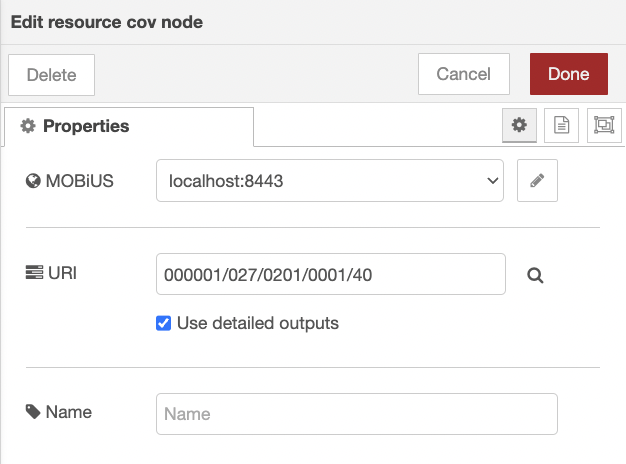 Edit resource cov node
Delete
Cancel
Done
Properties
MOBiUS
localhost:8443
URI
000001/027/0201/0001/40
Use detailed outputs
Name
Name